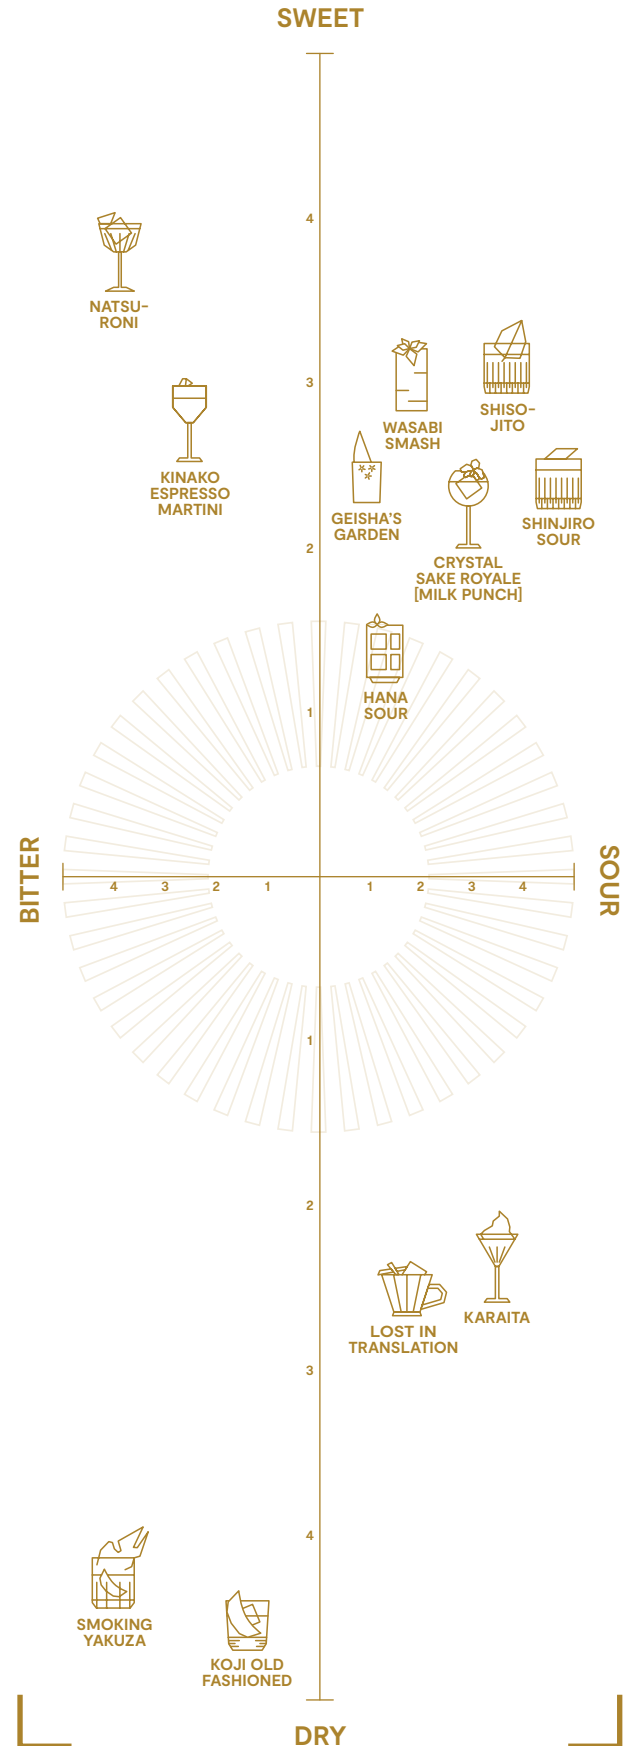 SWEET
4
NATSU-
RONI
3
SHISO-
JITO
WASABI
SMASH
KINAKO
ESPRESSO
MARTINI
GEISHA'S
GARDEN
SHINJIRO
SOUR
2
CRYSTAL
SAKE ROYALE
[MILK PUNCH]
HANA
SOUR
1
BITTER
4 3 2 1 1 2 3 4
SOUR
1
2
KARAITA
LOST IN
TRANSLATION
3
4
SMOKING
YAKUZA
KOJI OLD
FASHIONED
DRY